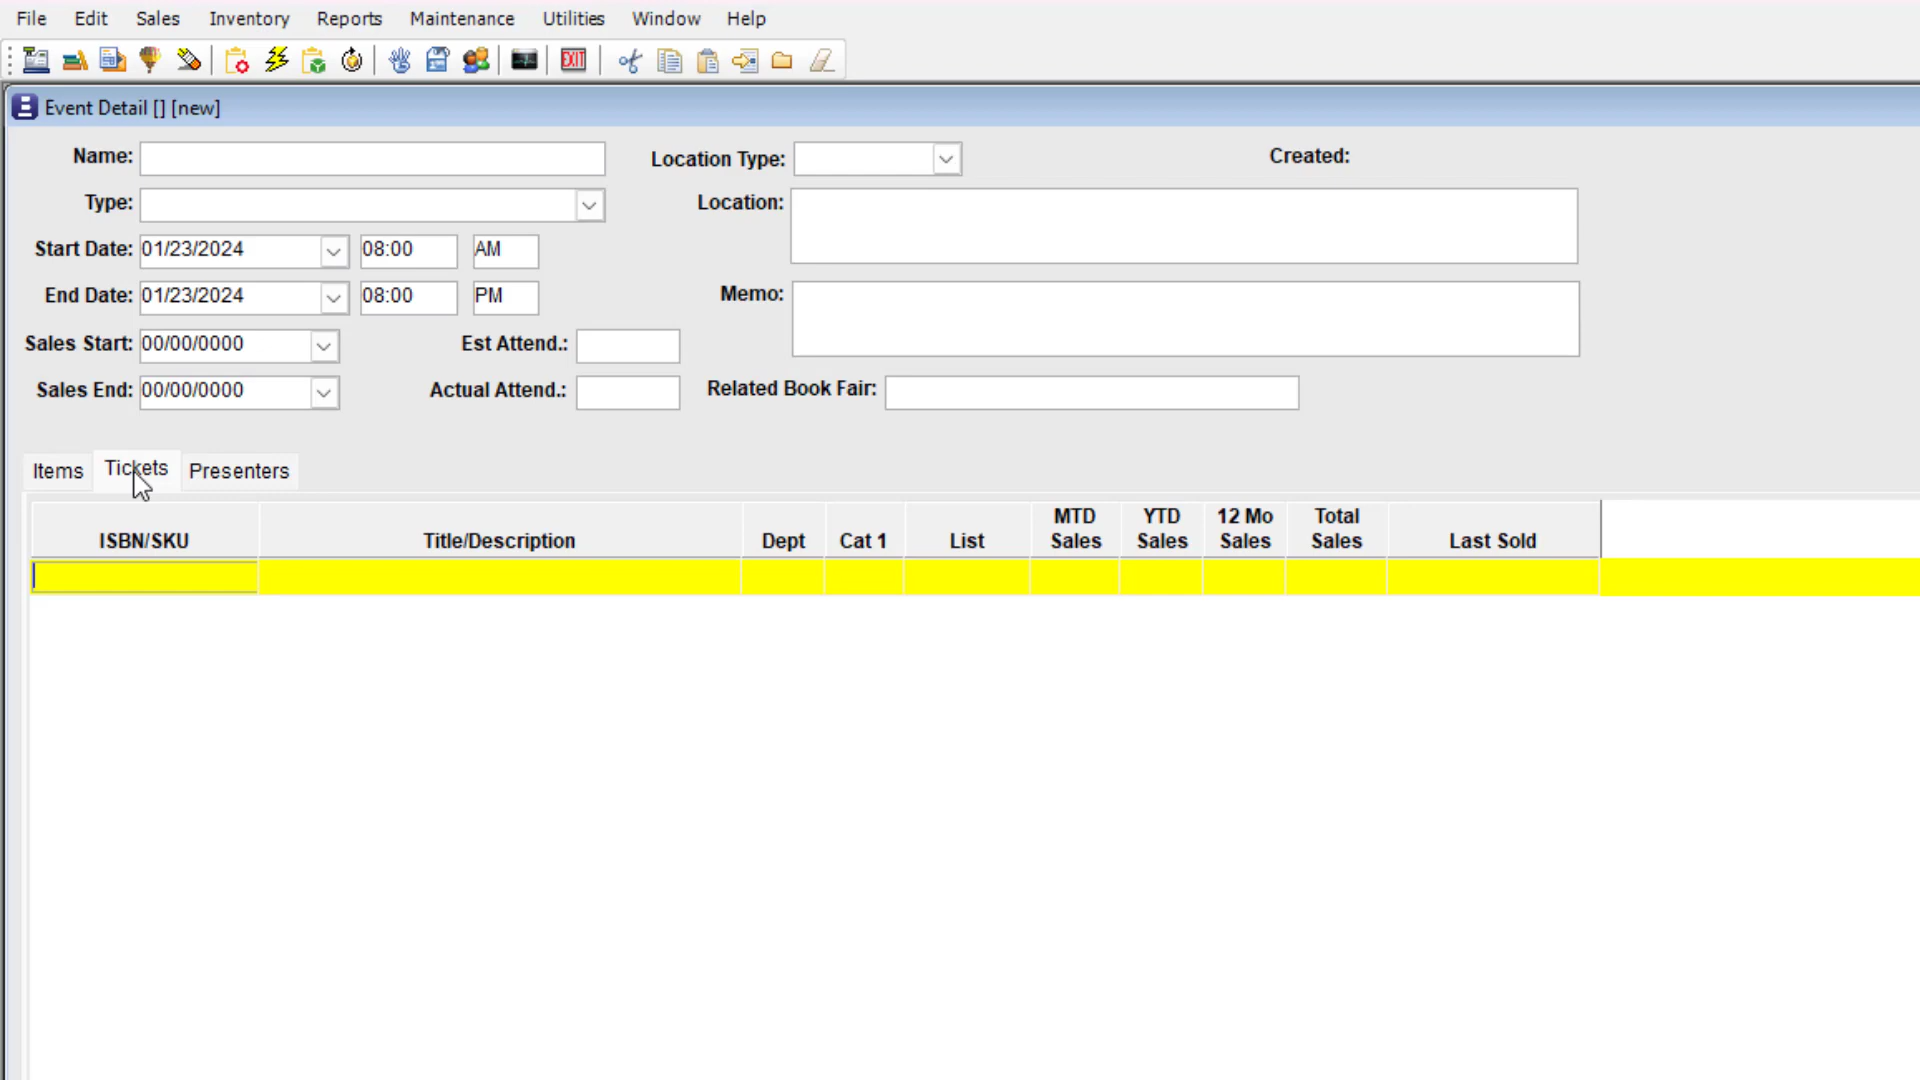 File Edit Sales Inventory Reports Maintenance Utilities Window Help
EXIT
Event Detail [] [new]
Name: Location Type: Created:
Type: Location:
Start Date: 01/23/2024 08:00 AM
End Date: 01/23/2024 08:00 PM Memo:
Sales Start: 00/00/0000 Est Attend.:
Sales End: 00/00/0000 Actual Attend.: Related Book Fair:
Items Tickets Presenters
ISBN/SKU Title/Description Dept Cat 1 List MTD Sales YTD Sales 12 Mo Sales Total Sales Last Sold